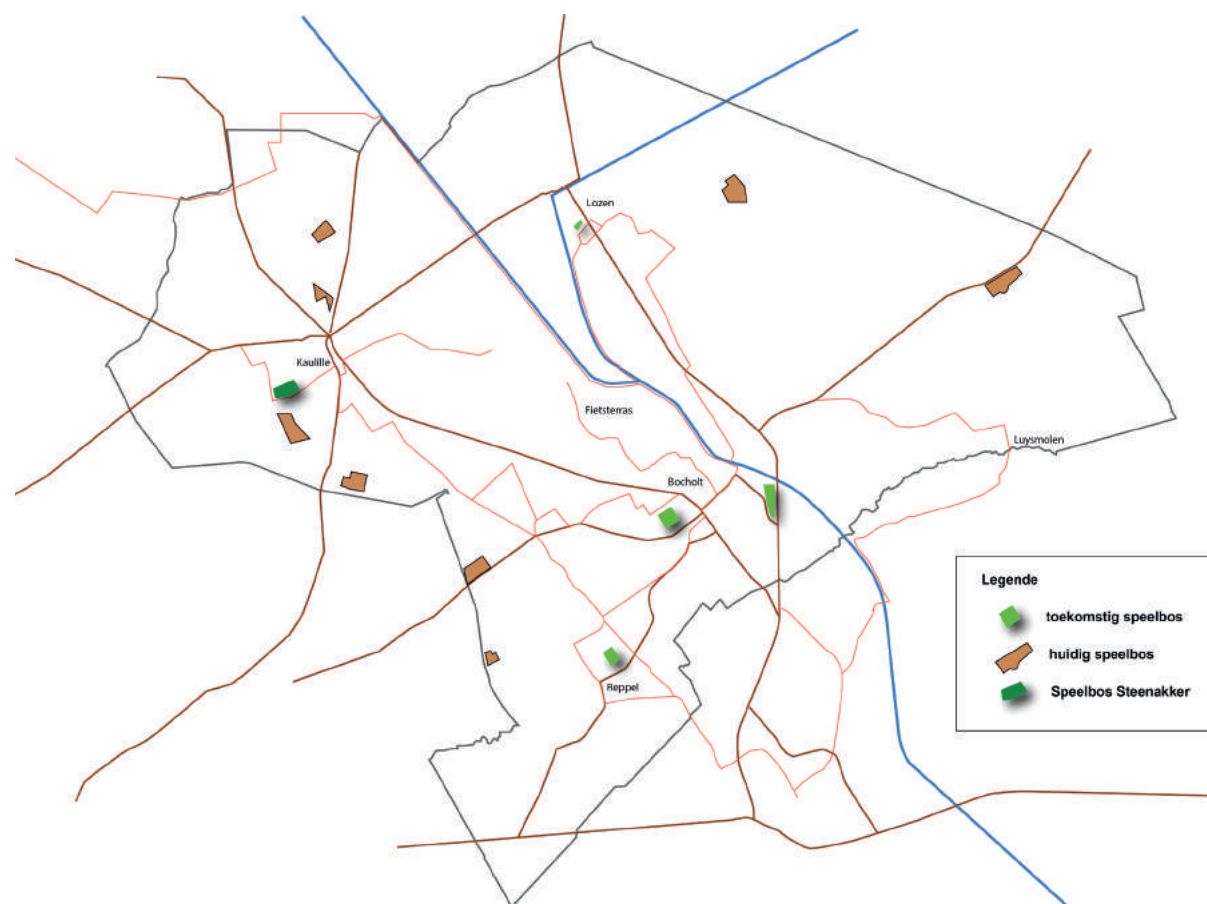 Lozen
Kaulille
Fietsterras
Luysmolen
Bocholt
Reppel
Legende
toekomstig speelbos
huidig speelbos
Speelbos Steenakker